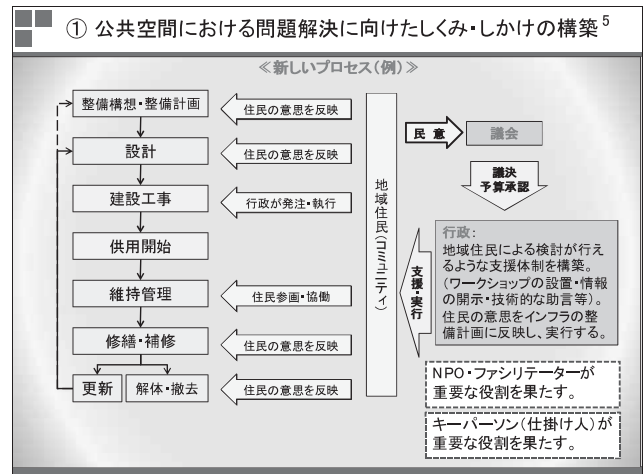 ① 公共空間における問題解決に向けたしくみ・しかけの構築5
≪新しいプロセス(例)≫
整備構想・整備計画
住民の意思を反映
設計
住民の意思を反映
建設工事
行政が発注・執行
供用開始
維持管理
住民参画・協働
修繕・補修
住民の意思を反映
更新
解体・撤去
住民の意思を反映
地域住民(コミュニティ)
民意
議会
議決
予算承認
支援・実行
行政:
地域住民による検討が行え
るような支援体制を構築。
(ワークショップの設置・情報
の開示・技術的な助言等)。
住民の意思をインフラの整
備計画に反映し、実行する。
NPO・ファシリテーターが
重要な役割を果たす。
キーパーソン(仕掛け人)が
重要な役割を果たす。